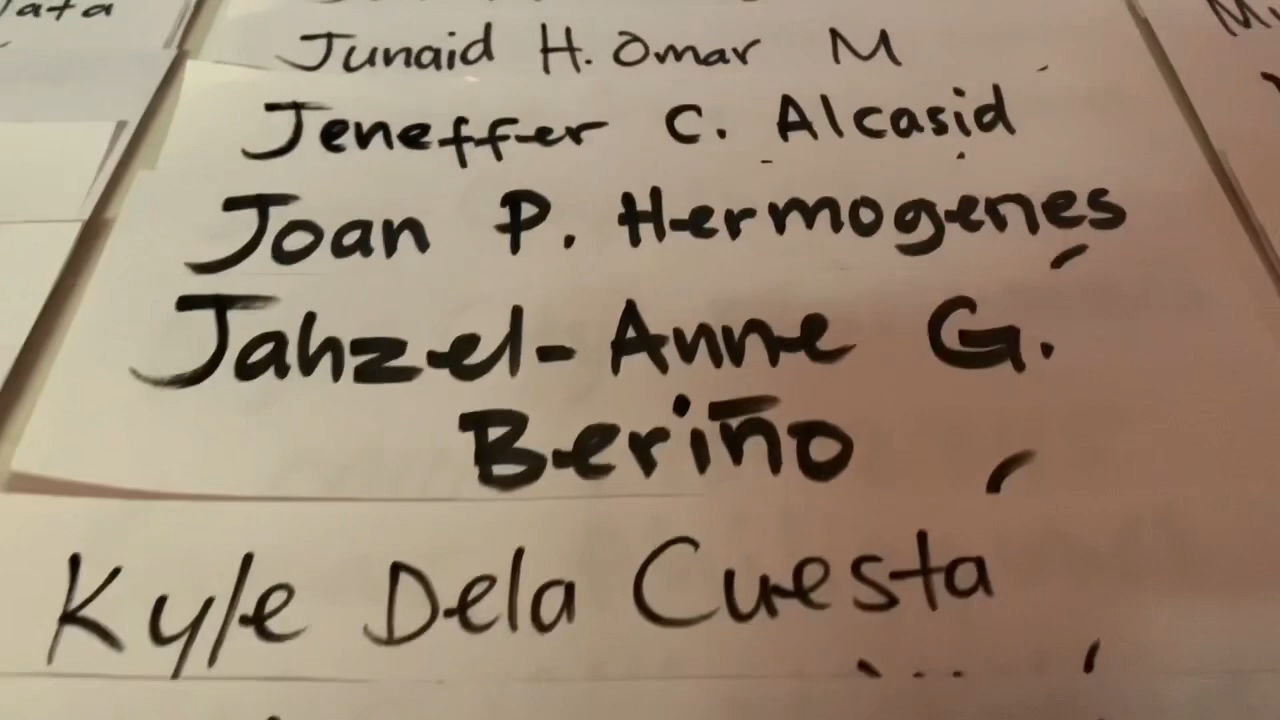 Junaid H. Omar M
Jeneffer C. Alcasid
Joan P. Hermogenes
Jahzel-Anne G.
Beriño
Kyle Dela Cuesta